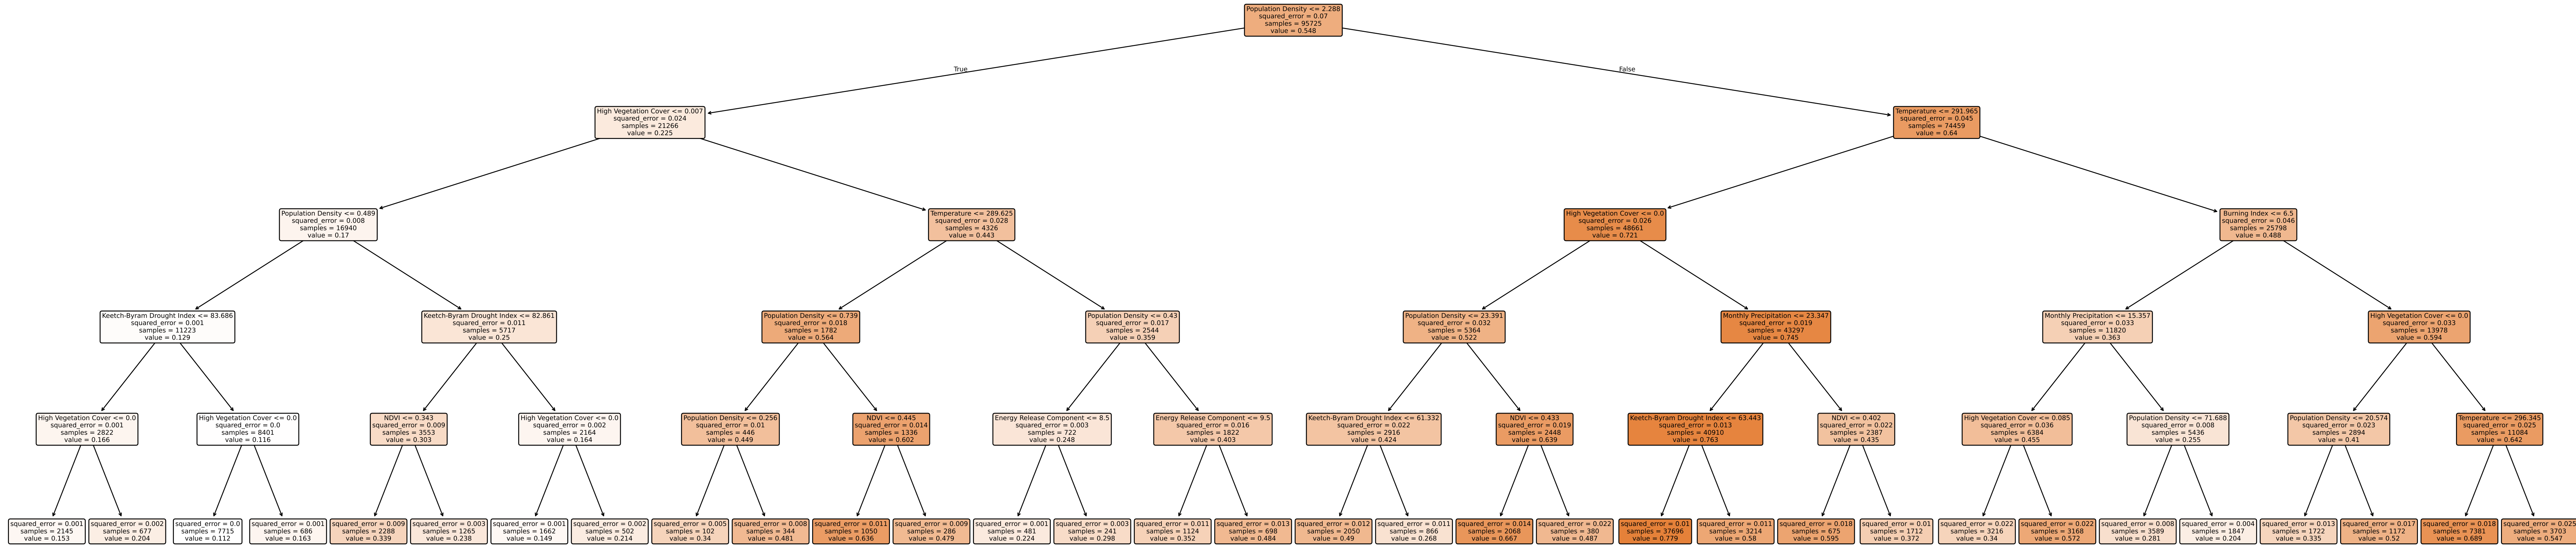 Population Density <= 2.288
squared_error = 0.07
samples = 95725
value = 0.548
True
False
High Vegetation Cover <= 0.007
squared_error = 0.024
samples = 21266
value = 0.225
Temperature <= 291.965
squared_error = 0.045
samples = 74459
value = 0.64
Population Density <= 0.489
squared_error = 0.008
samples = 16940
value = 0.17
Temperature <= 289.625
squared_error = 0.028
samples = 4326
value = 0.443
High Vegetation Cover <= 0.0
squared_error = 0.026
samples = 48661
value = 0.721
Burning Index <= 6.5
squared_error = 0.046
samples = 25798
value = 0.488
Keetch-Byram Drought Index <= 83.686
squared_error = 0.001
samples = 11223
value = 0.129
Keetch-Byram Drought Index <= 82.861
squared_error = 0.011
samples = 5717
value = 0.25
Population Density <= 0.739
squared_error = 0.018
samples = 1782
value = 0.564
Population Density <= 0.43
squared_error = 0.017
samples = 2544
value = 0.359
Population Density <= 23.391
squared_error = 0.032
samples = 5364
value = 0.522
Monthly Precipitation <= 23.347
squared_error = 0.019
samples = 43297
value = 0.745
Monthly Precipitation <= 15.357
squared_error = 0.033
samples = 11820
value = 0.363
High Vegetation Cover <= 0.0
squared_error = 0.033
samples = 13978
value = 0.594
High Vegetation Cover <= 0.0
squared_error = 0.001
samples = 2822
value = 0.166
High Vegetation Cover <= 0.0
squared_error = 0.0
samples = 8401
value = 0.116
NDVI <= 0.343
squared_error = 0.009
samples = 3553
value = 0.303
High Vegetation Cover <= 0.0
squared_error = 0.002
samples = 2164
value = 0.164
Population Density <= 0.256
squared_error = 0.01
samples = 446
value = 0.449
NDVI <= 0.445
squared_error = 0.014
samples = 1336
value = 0.602
Energy Release Component <= 8.5
squared_error = 0.003
samples = 722
value = 0.248
Energy Release Component <= 9.5
squared_error = 0.016
samples = 1822
value = 0.403
Keetch-Byram Drought Index <= 61.332
squared_error = 0.022
samples = 2916
value = 0.424
NDVI <= 0.433
squared_error = 0.019
samples = 2448
value = 0.639
Keetch-Byram Drought Index <= 63.443
squared_error = 0.013
samples = 40910
value = 0.763
NDVI <= 0.402
squared_error = 0.022
samples = 2387
value = 0.435
High Vegetation Cover <= 0.085
squared_error = 0.036
samples = 6384
value = 0.455
Population Density <= 71.688
squared_error = 0.008
samples = 5436
value = 0.255
Population Density <= 20.574
squared_error = 0.023
samples = 2894
value = 0.41
Temperature <= 296.345
squared_error = 0.025
samples = 11084
value = 0.642
squared_error = 0.001
samples = 2145
value = 0.153
squared_error = 0.002
samples = 677
value = 0.204
squared_error = 0.0
samples = 7715
value = 0.112
squared_error = 0.001
samples = 686
value = 0.163
squared_error = 0.009
samples = 2288
value = 0.339
squared_error = 0.003
samples = 1265
value = 0.238
squared_error = 0.001
samples = 1662
value = 0.149
squared_error = 0.002
samples = 502
value = 0.214
squared_error = 0.005
samples = 102
value = 0.34
squared_error = 0.008
samples = 344
value = 0.481
squared_error = 0.011
samples = 1050
value = 0.636
squared_error = 0.009
samples = 286
value = 0.479
squared_error = 0.001
samples = 481
value = 0.224
squared_error = 0.003
samples = 241
value = 0.298
squared_error = 0.011
samples = 1124
value = 0.352
squared_error = 0.013
samples = 698
value = 0.484
squared_error = 0.012
samples = 2050
value = 0.49
squared_error = 0.011
samples = 866
value = 0.268
squared_error = 0.014
samples = 2068
value = 0.667
squared_error = 0.022
samples = 380
value = 0.487
squared_error = 0.01
samples = 37696
value = 0.779
squared_error = 0.011
samples = 3214
value = 0.58
squared_error = 0.018
samples = 675
value = 0.595
squared_error = 0.01
samples = 1712
value = 0.372
squared_error = 0.022
samples = 3216
value = 0.34
squared_error = 0.022
samples = 3168
value = 0.572
squared_error = 0.008
samples = 3589
value = 0.281
squared_error = 0.004
samples = 1847
value = 0.204
squared_error = 0.013
samples = 1722
value = 0.335
squared_error = 0.017
samples = 1172
value = 0.52
squared_error = 0.018
samples = 7381
value = 0.689
squared_error = 0.02
samples = 3703
value = 0.547